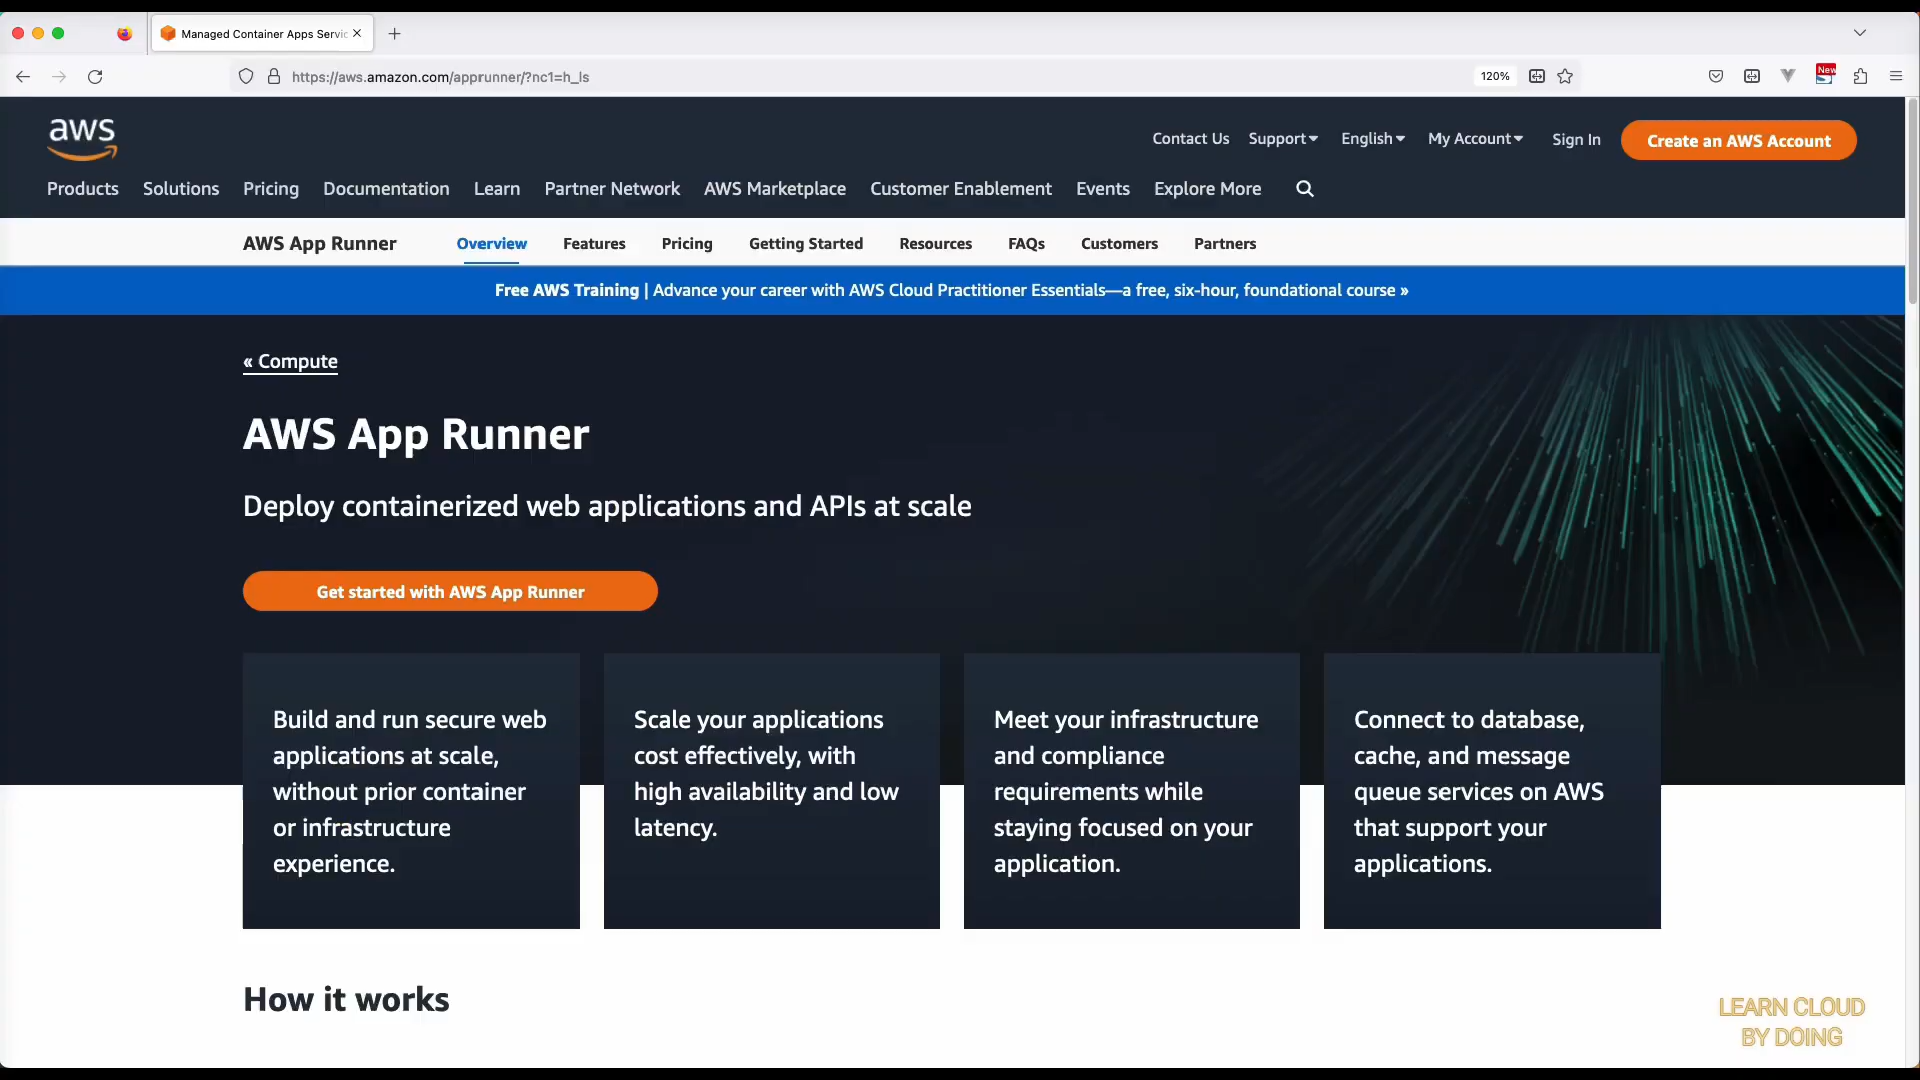 Managed Container Apps Servic
https://aws.amazon.com/apprunner/?nc1=h_ls
120%
New
aws
Contact Us Support English My Account Sign In Create an AWS Account
Products Solutions Pricing Documentation Learn Partner Network AWS Marketplace Customer Enablement Events Explore More
AWS App Runner Overview Features Pricing Getting Started Resources FAQs Customers Partners
Free AWS Training | Advance your career with AWS Cloud Practitioner Essentials—a free, six-hour, foundational course »
« Compute
AWS App Runner
Deploy containerized web applications and APIs at scale
Get started with AWS App Runner
Build and run secure web
applications at scale,
without prior container
or infrastructure
experience.
Scale your applications
cost effectively, with
high availability and low
latency.
Meet your infrastructure
and compliance
requirements while
staying focused on your
application.
Connect to database,
cache, and message
queue services on AWS
that support your
applications.
How it works
LEARN CLOUD
BY DOING